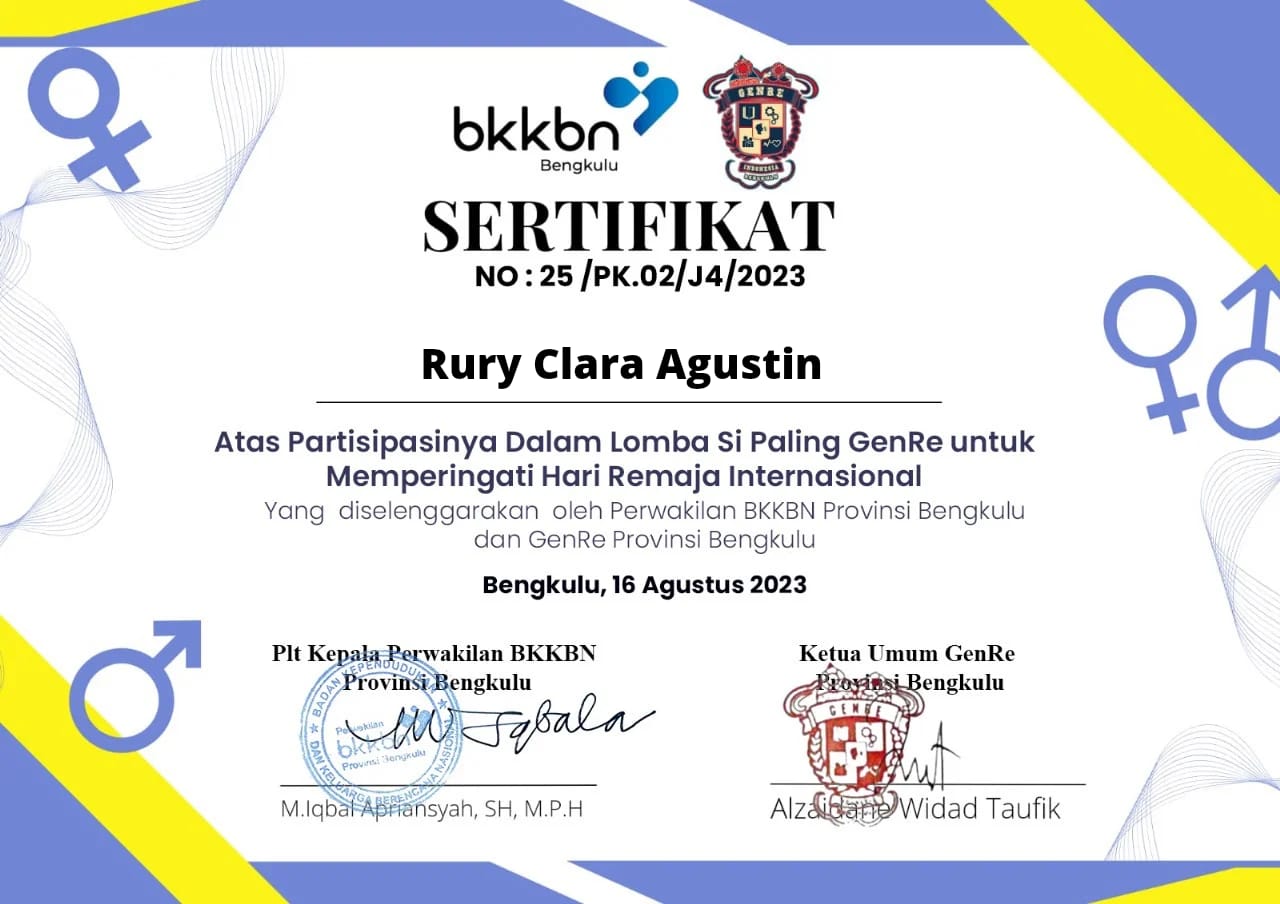 bkkbn
Bengkulu
GENRE
INDONESIA
BENGKULU
SERTIFIKAT
NO : 25 /PK.02/J4/2023
Rury Clara Agustin
Atas Partisipasinya Dalam Lomba Si Paling GenRe untuk
Memperingati Hari Remaja Internasional
Yang diselenggarakan oleh Perwakilan BKKBN Provinsi Bengkulu
dan GenRe Provinsi Bengkulu
Bengkulu, 16 Agustus 2023
Plt Kepala Perwakilan BKKBN
Provinsi Bengkulu
BADAN KEPENDUDUKAN
DAN KELUARGA BERENCANA NASIONAL
Perwakilan
bkkbn
Provinsi Bengkulu
M.Iqbal Apriansyah, SH, M.P.H
Ketua Umum GenRe
Provinsi Bengkulu
GENRE
Alzaidane Widad Taufik